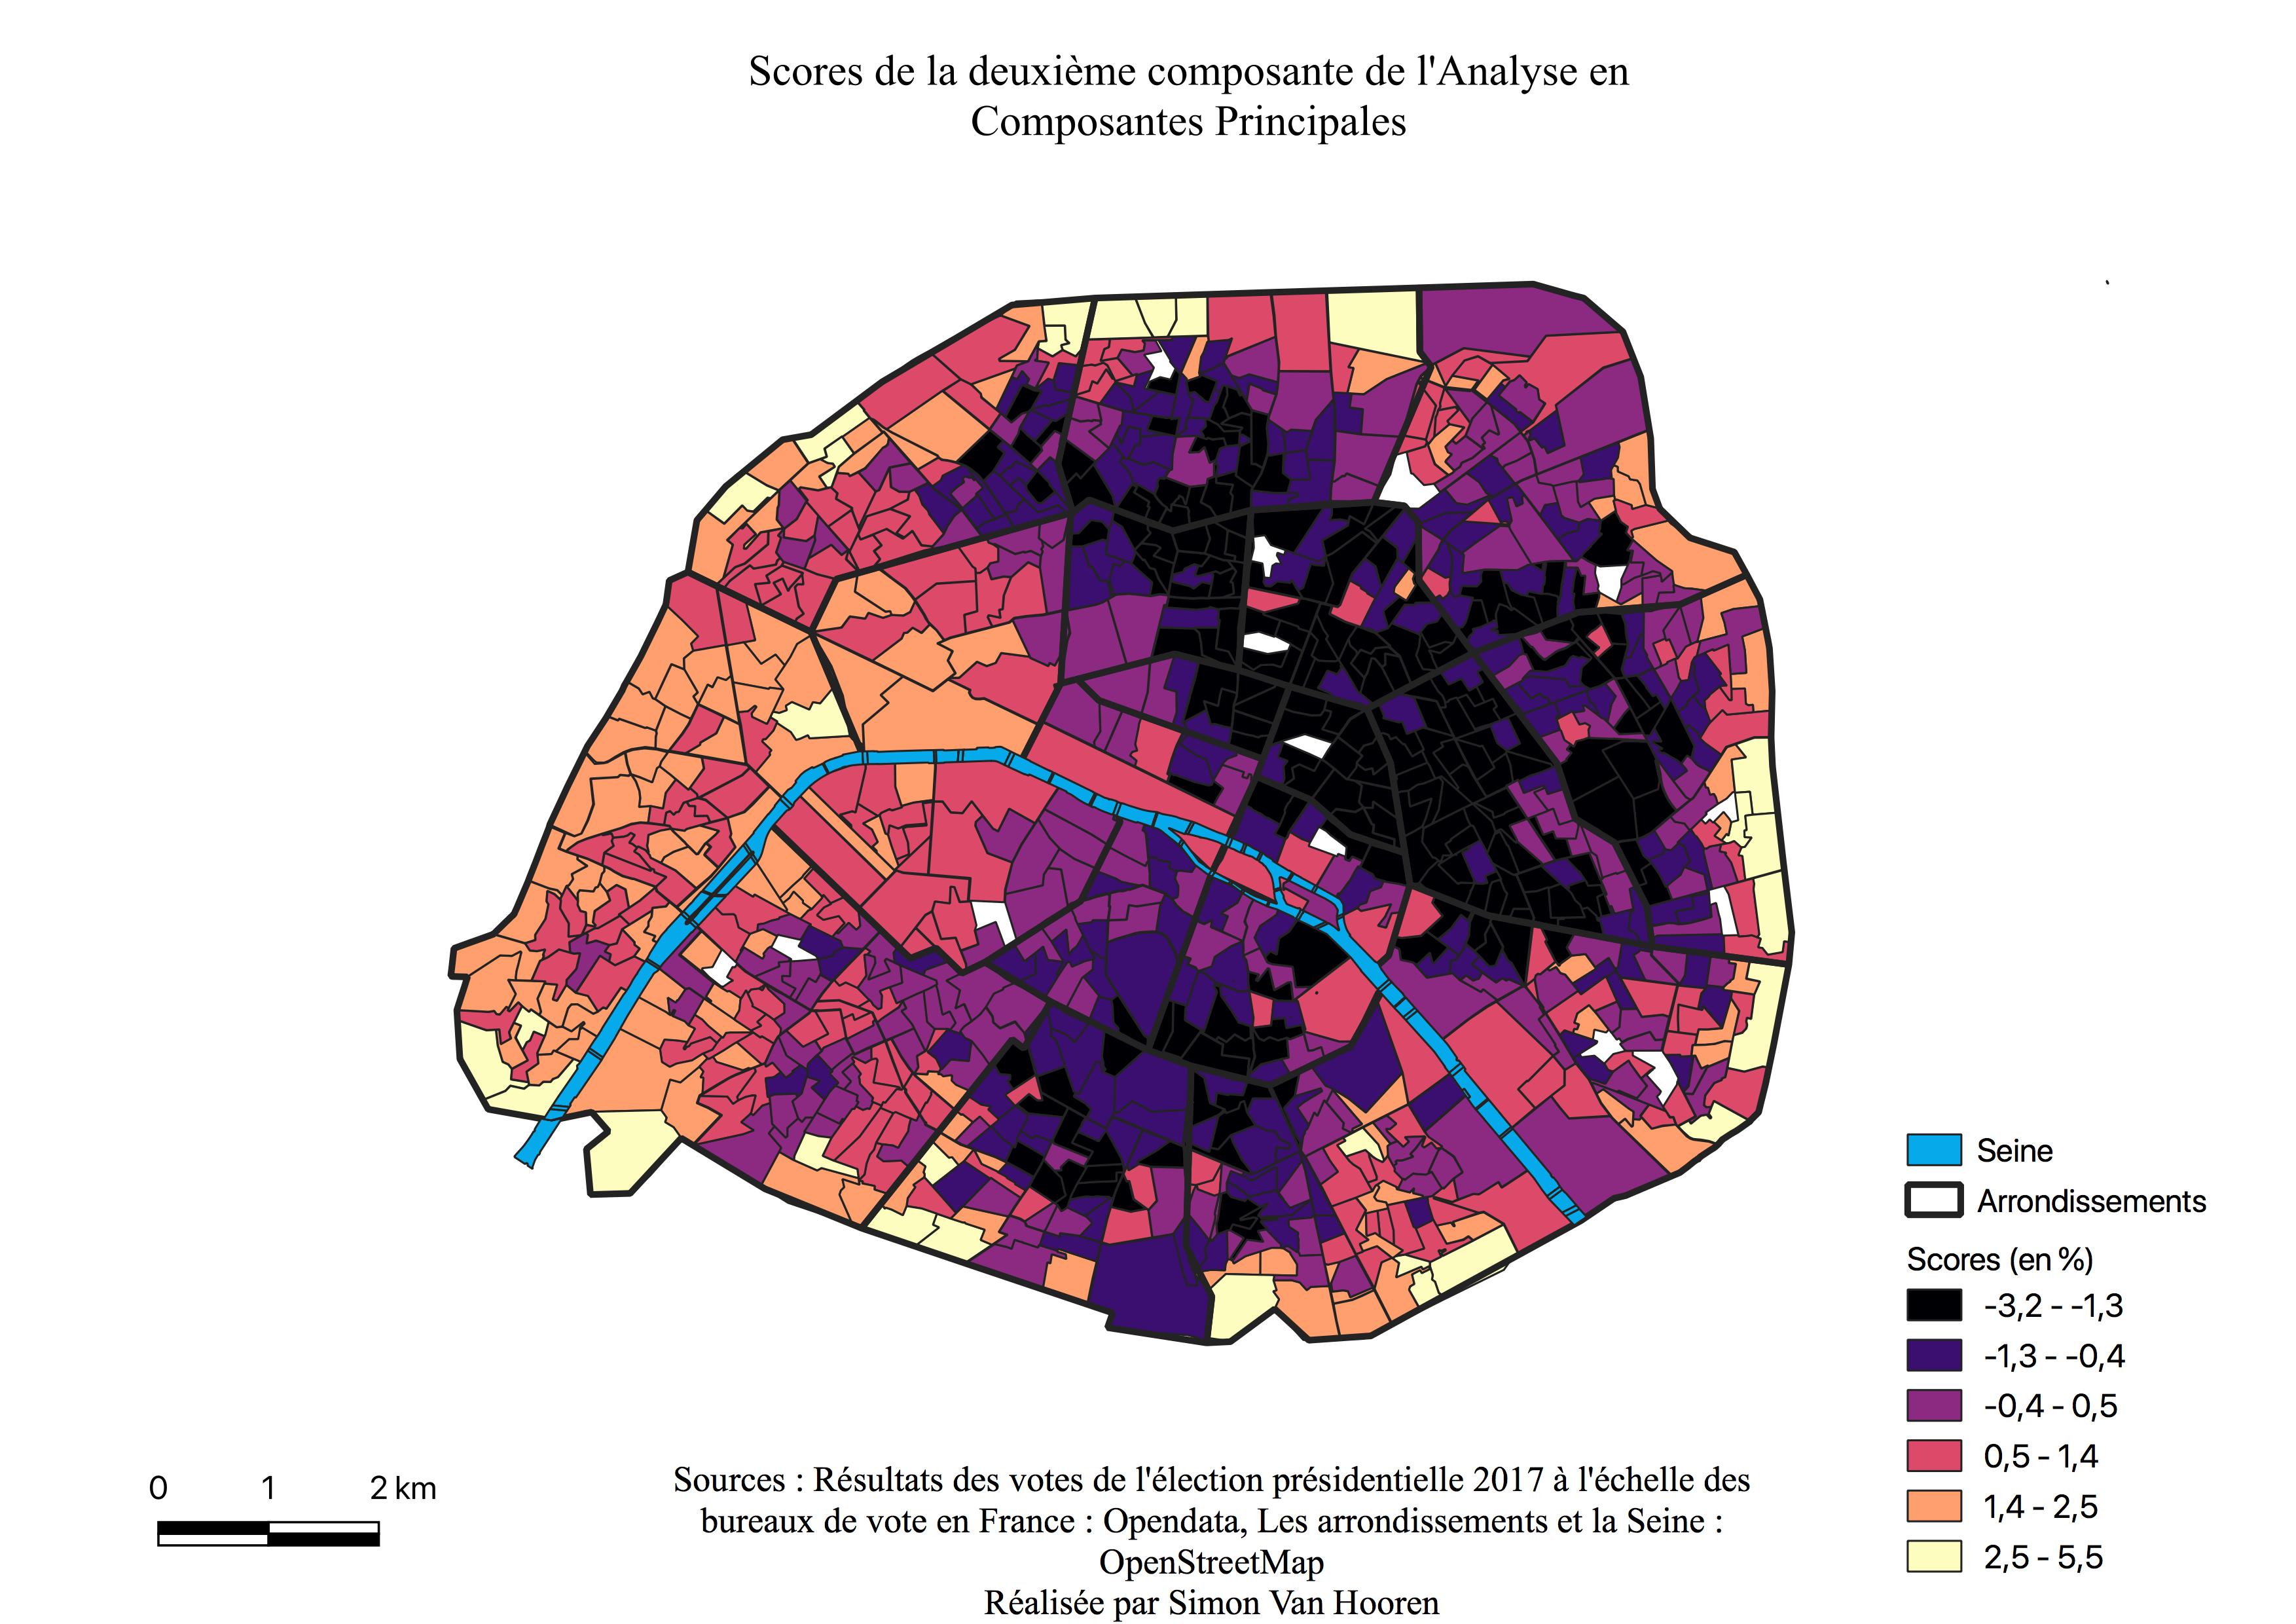 Scores de la deuxième composante de l'Analyse en
Composantes Principales
Seine
Arrondissements
Scores (en %)
-3,2 - -1,3
-1,3 - -0,4
-0,4 - 0,5
0,5 - 1,4
1,4 - 2,5
2,5 - 5,5
0 1 2 km
Sources : Résultats des votes de l'élection présidentielle 2017 à l'échelle des
bureaux de vote en France : Opendata, Les arrondissements et la Seine :
OpenStreetMap
Réalisée par Simon Van Hooren